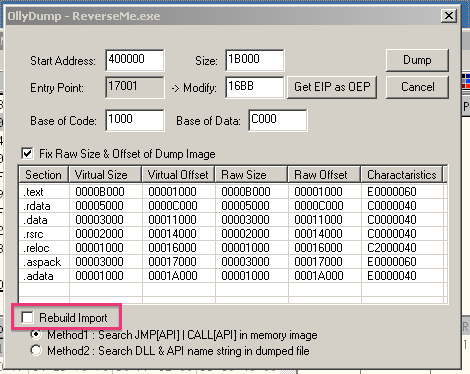 OllyDump - ReverseMe.exe
Start Address: 400000 Size: 1B000 Dump
Entry Point: 17001 -> Modify: 16BB Get EIP as OEP Cancel
Base of Code: 1000 Base of Data: C000
Fix Raw Size & Offset of Dump Image
Section Virtual Size Virtual Offset Raw Size Raw Offset Charactaristics
.text 0000B000 00001000 0000B000 00001000 E0000060
.rdata 00005000 0000C000 00005000 0000C000 C0000040
.data 00003000 00011000 00003000 00011000 C0000040
.rsrc 00002000 00014000 00002000 00014000 C0000040
.reloc 00001000 00016000 00001000 00016000 C2000040
.aspack 00003000 00017000 00003000 00017000 E0000060
.adata 00001000 0001A000 00001000 0001A000 E0000040
Rebuild Import
Method1 : Search JMP[API] | CALL[API] in memory image
Method2 : Search DLL & API name string in dumped file